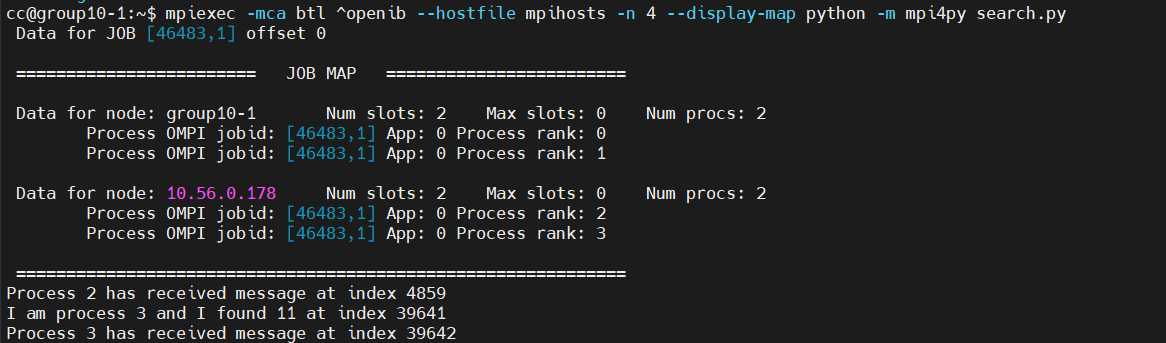 cc@group10-1:~$ mpiexec -mca btl ^openib --hostfile mpihosts -n 4 --display-map python -m mpi4py search.py
Data for JOB [46483,1] offset 0
======================== JOB MAP ========================
Data for node: group10-1 Num slots: 2 Max slots: 0 Num procs: 2
Process OMPI jobid: [46483,1] App: 0 Process rank: 0
Process OMPI jobid: [46483,1] App: 0 Process rank: 1
Data for node: 10.56.0.178 Num slots: 2 Max slots: 0 Num procs: 2
Process OMPI jobid: [46483,1] App: 0 Process rank: 2
Process OMPI jobid: [46483,1] App: 0 Process rank: 3
=============================================================
Process 2 has received message at index 4859
I am process 3 and I found 11 at index 39641
Process 3 has received message at index 39642